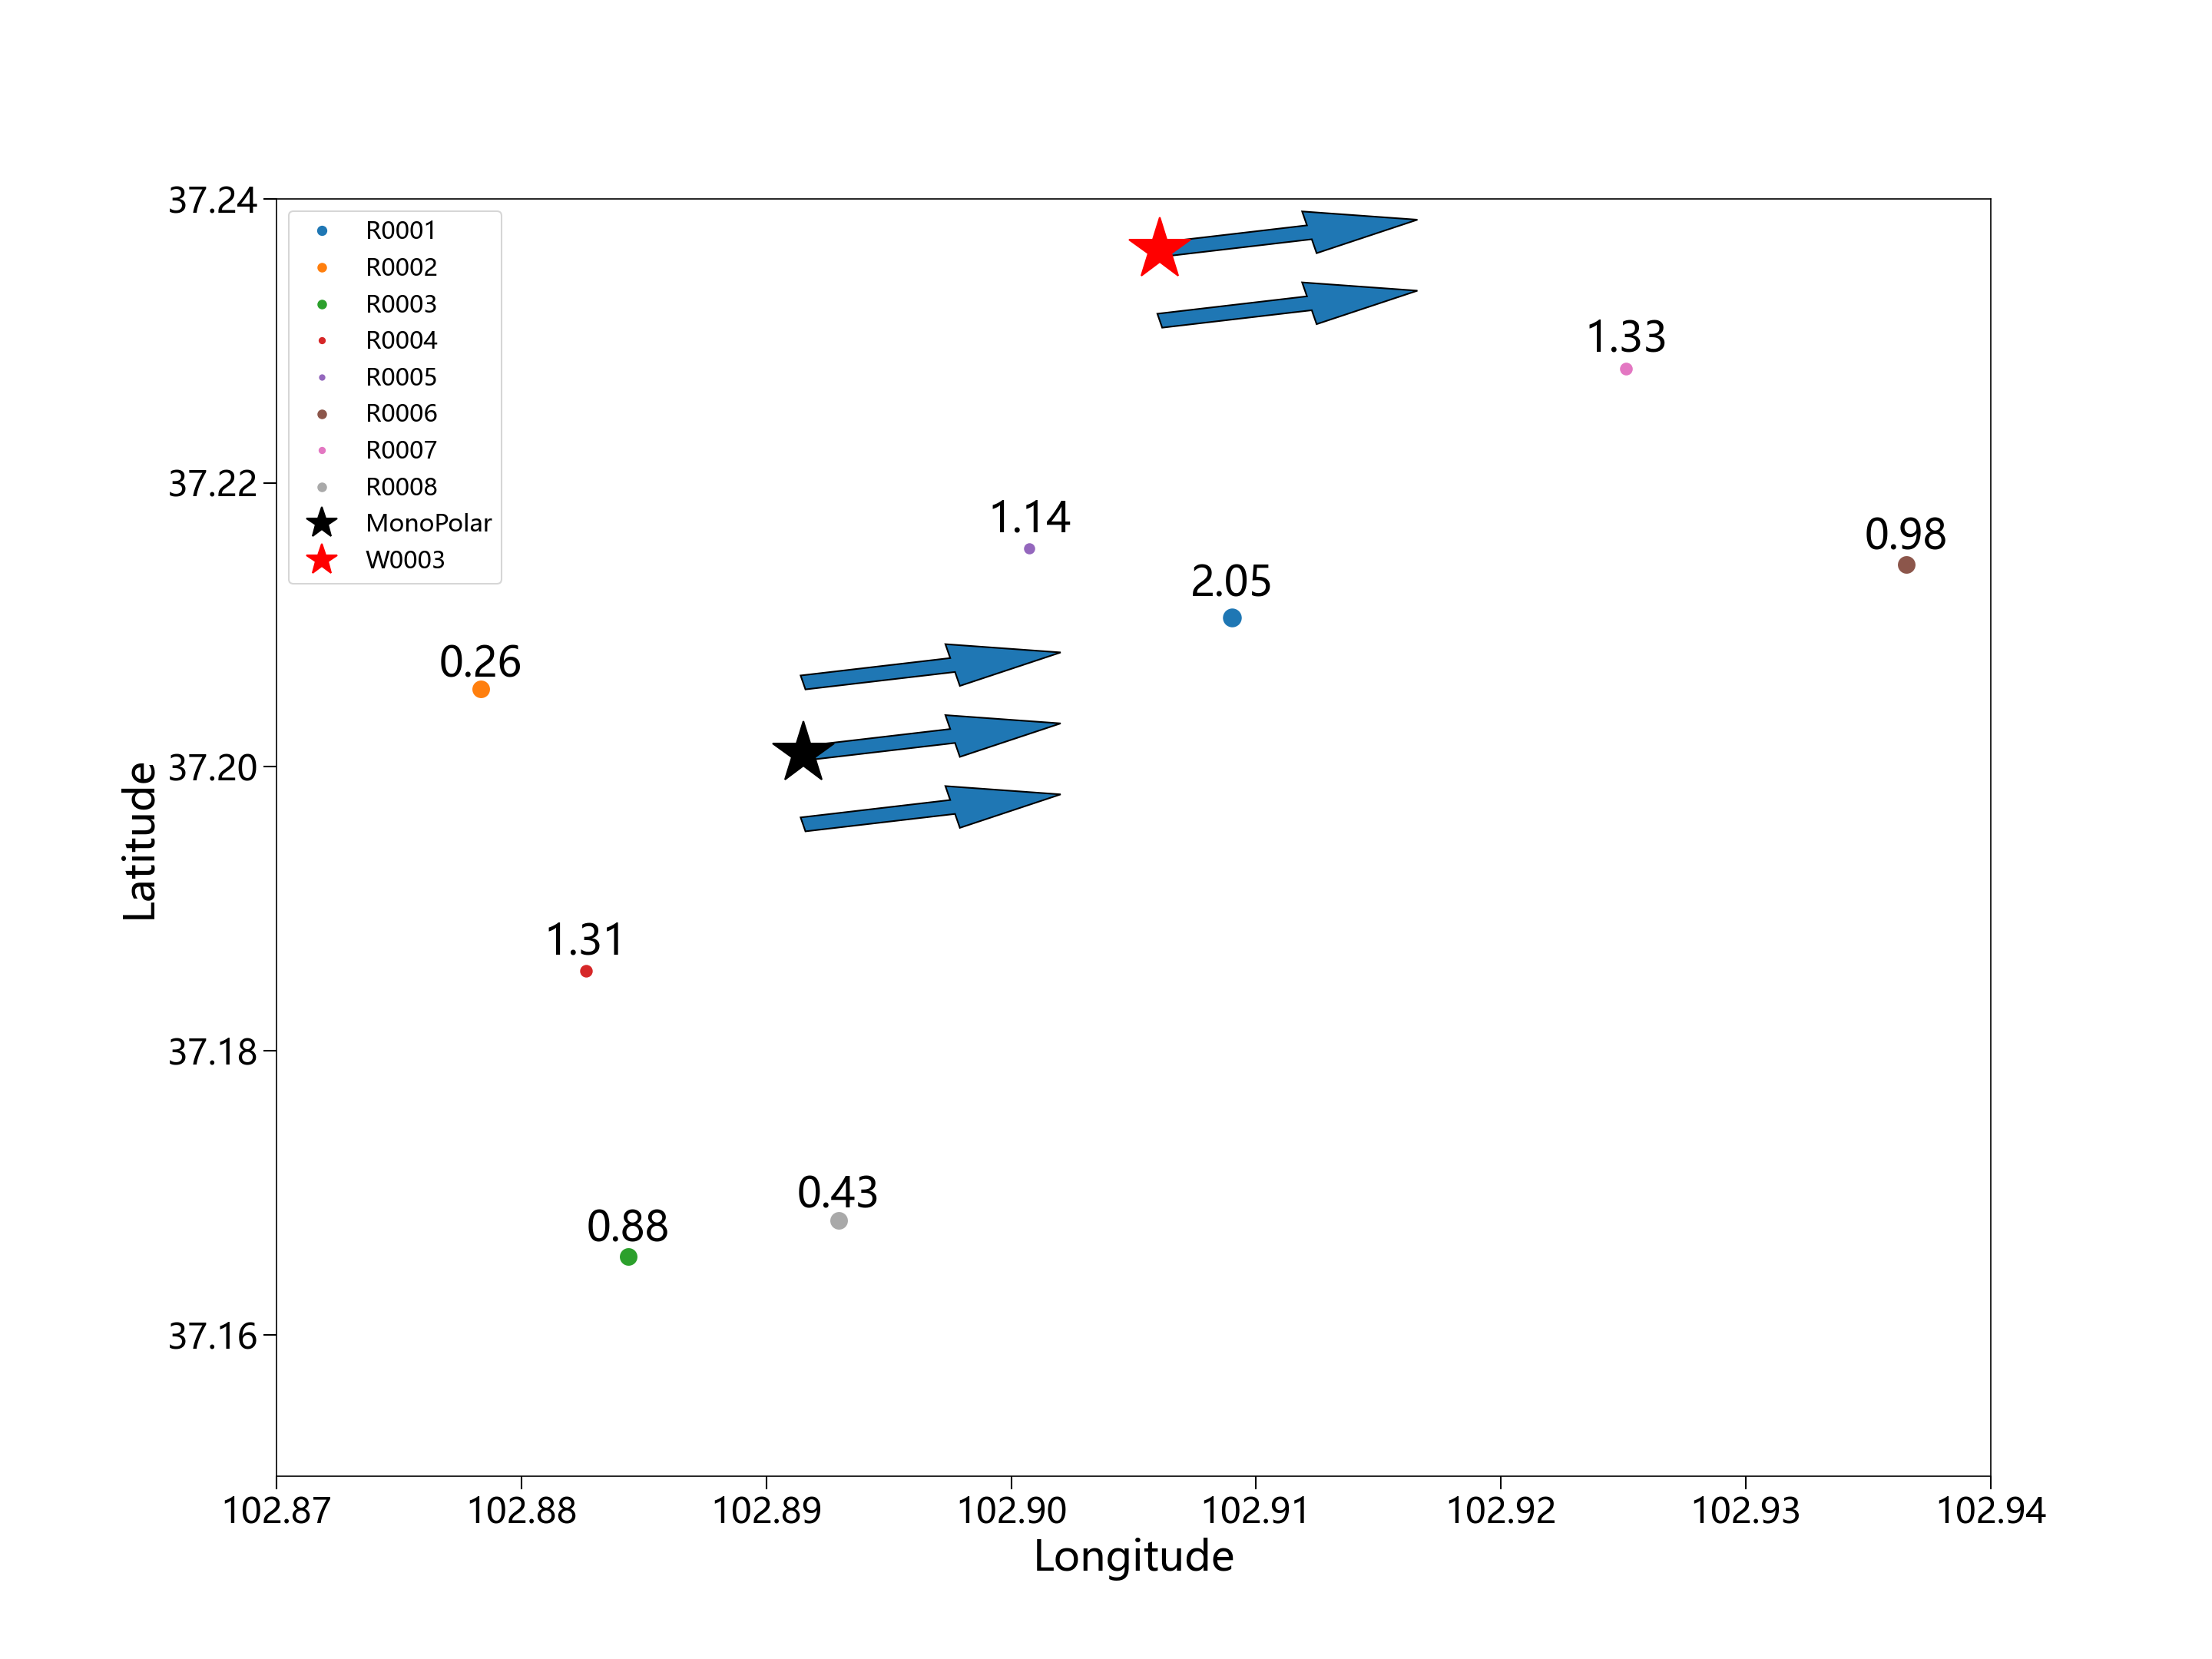 37.24
37.22
37.20
37.18
37.16
Latitude
R0001
R0002
R0003
R0004
R0005
R0006
R0007
R0008
MonoPolar
W0003
1.33
1.14
0.98
2.05
0.26
1.31
0.43
0.88
102.87 102.88 102.89 102.90 102.91 102.92 102.93 102.94
Longitude